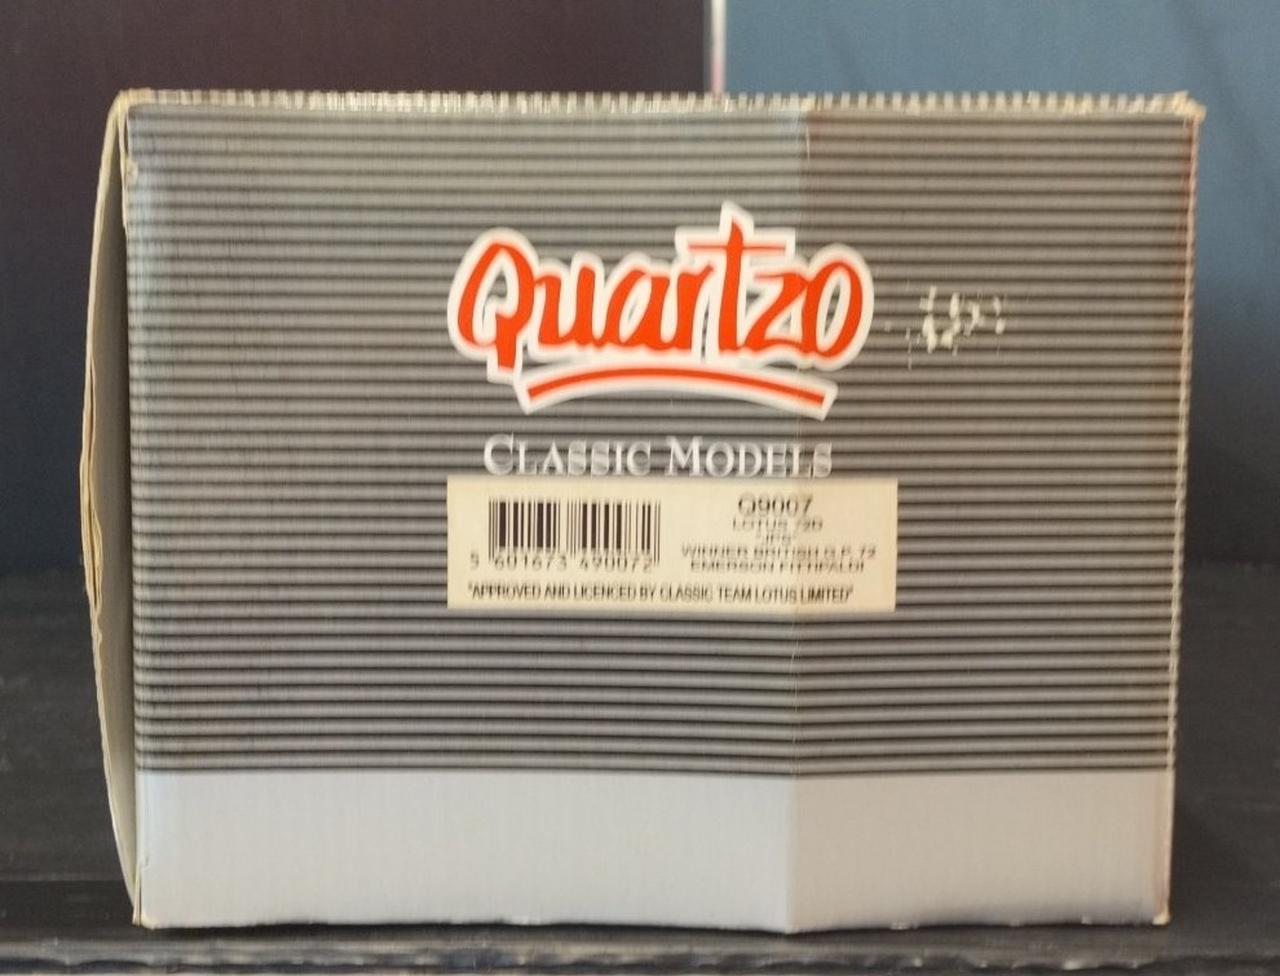 Quartzo
CLASSIC MODELS
Q9007
LOTUS 72D
"JPS"
WINNER BRITISH G.P. 72
EMERSON FITTIPALDI
5 601673 490072
"APPROVED AND LICENCED BY CLASSIC TEAM LOTUS LIMITED"